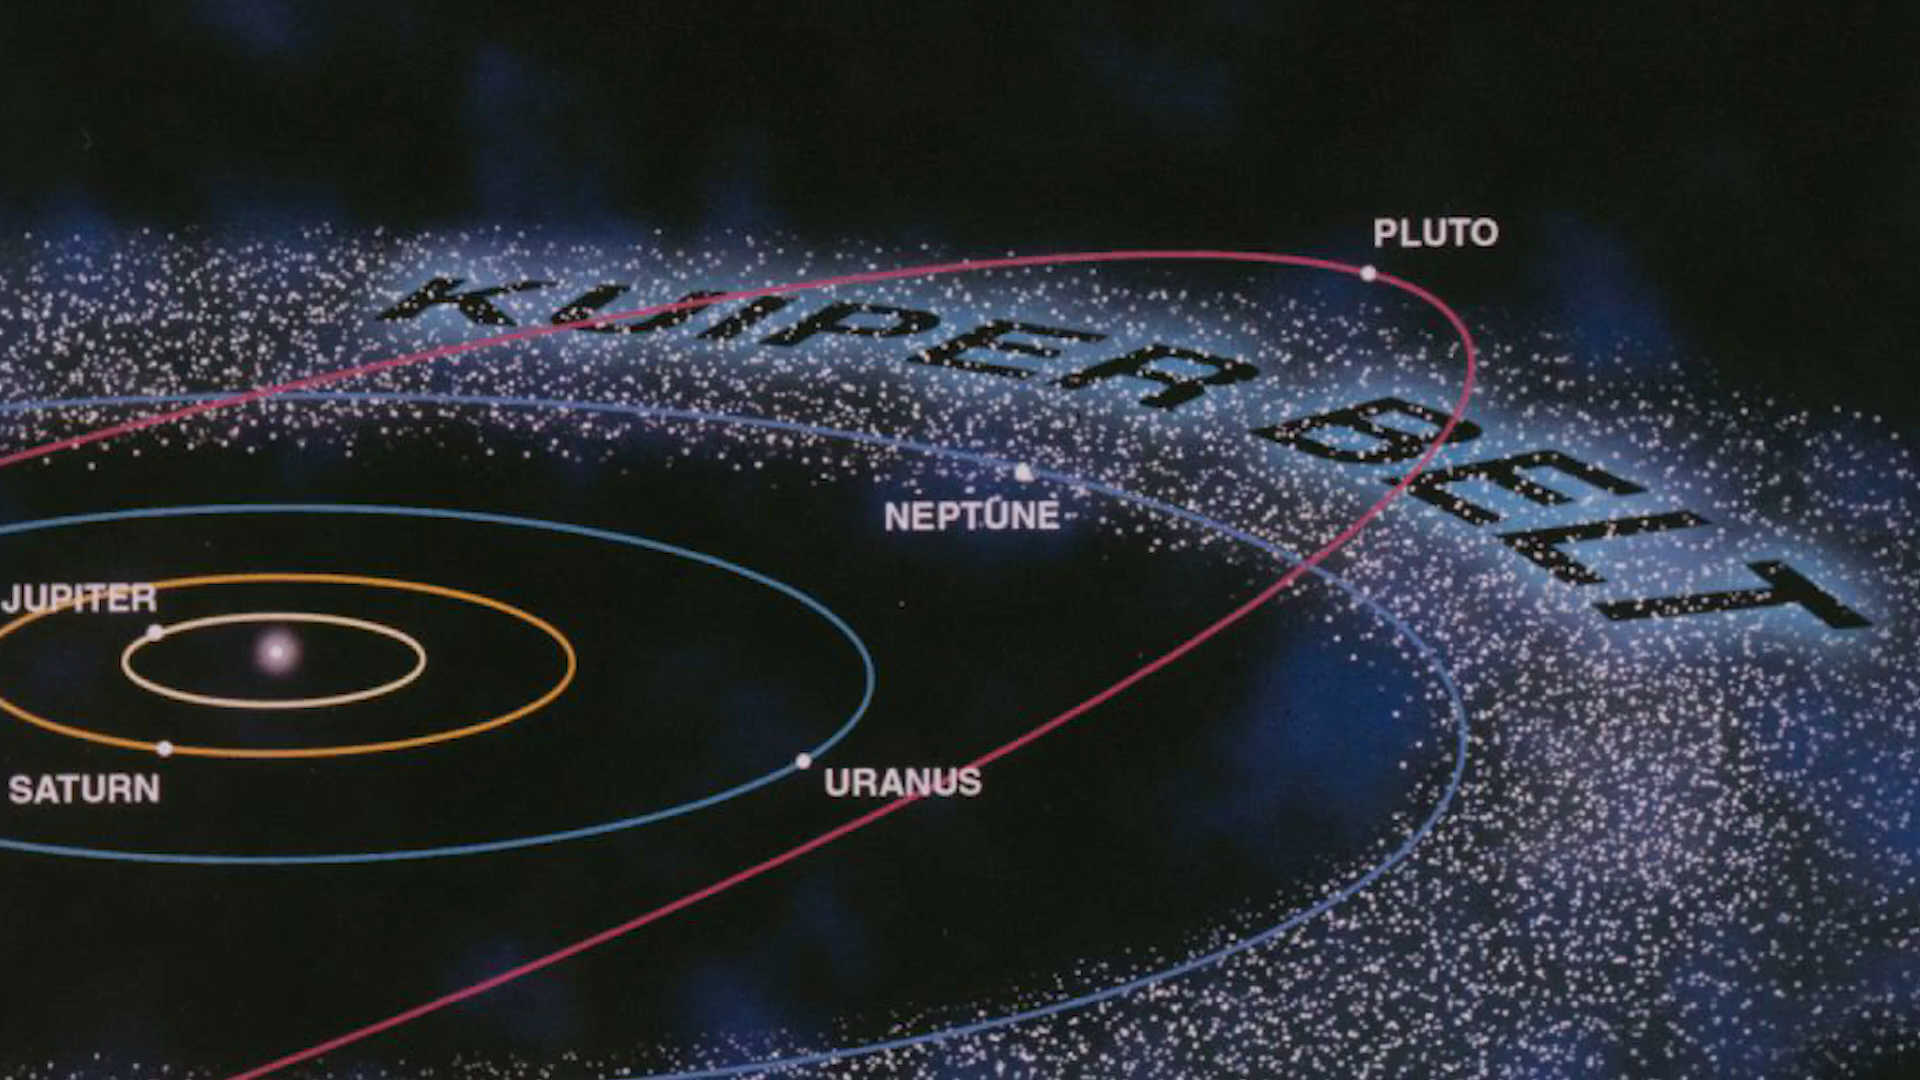 PLUTO
KUIPER BELT
NEPTUNE
JUPITER
URANUS
SATURN